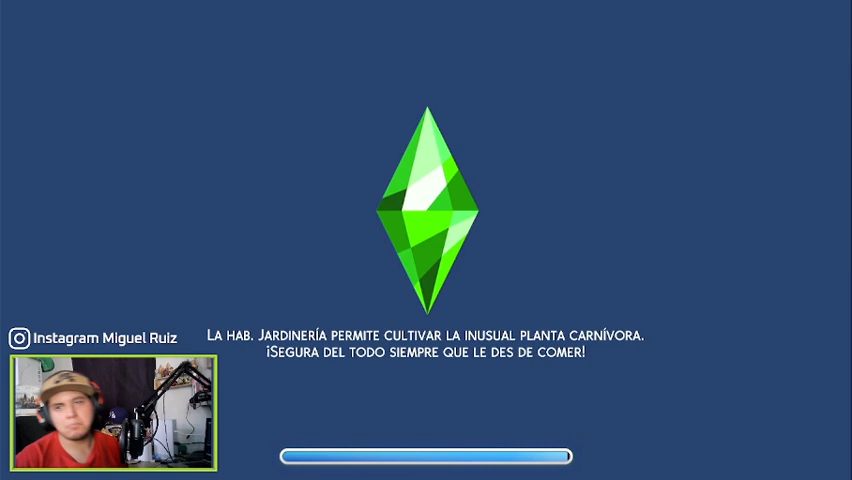 Instagram Miguel Ruiz
La hab. Jardinería permite cultivar la inusual planta carnívora.
¡Segura del todo siempre que le des de comer!